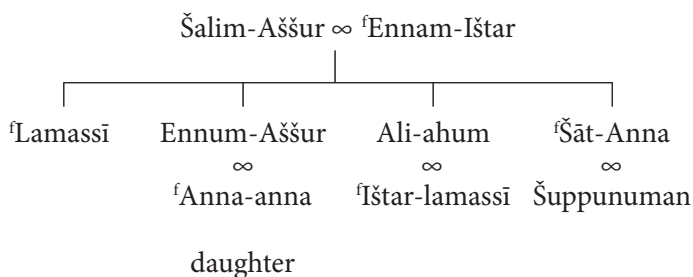 Šalim-Aššur ∞ ᶠEnnam-Ištar
ᶠLamassī Ennum-Aššur Ali-ahum ᶠŠāt-Anna
∞ ∞ ∞
ᶠAnna-anna ᶠIštar-lamassī Šuppunuman
daughter